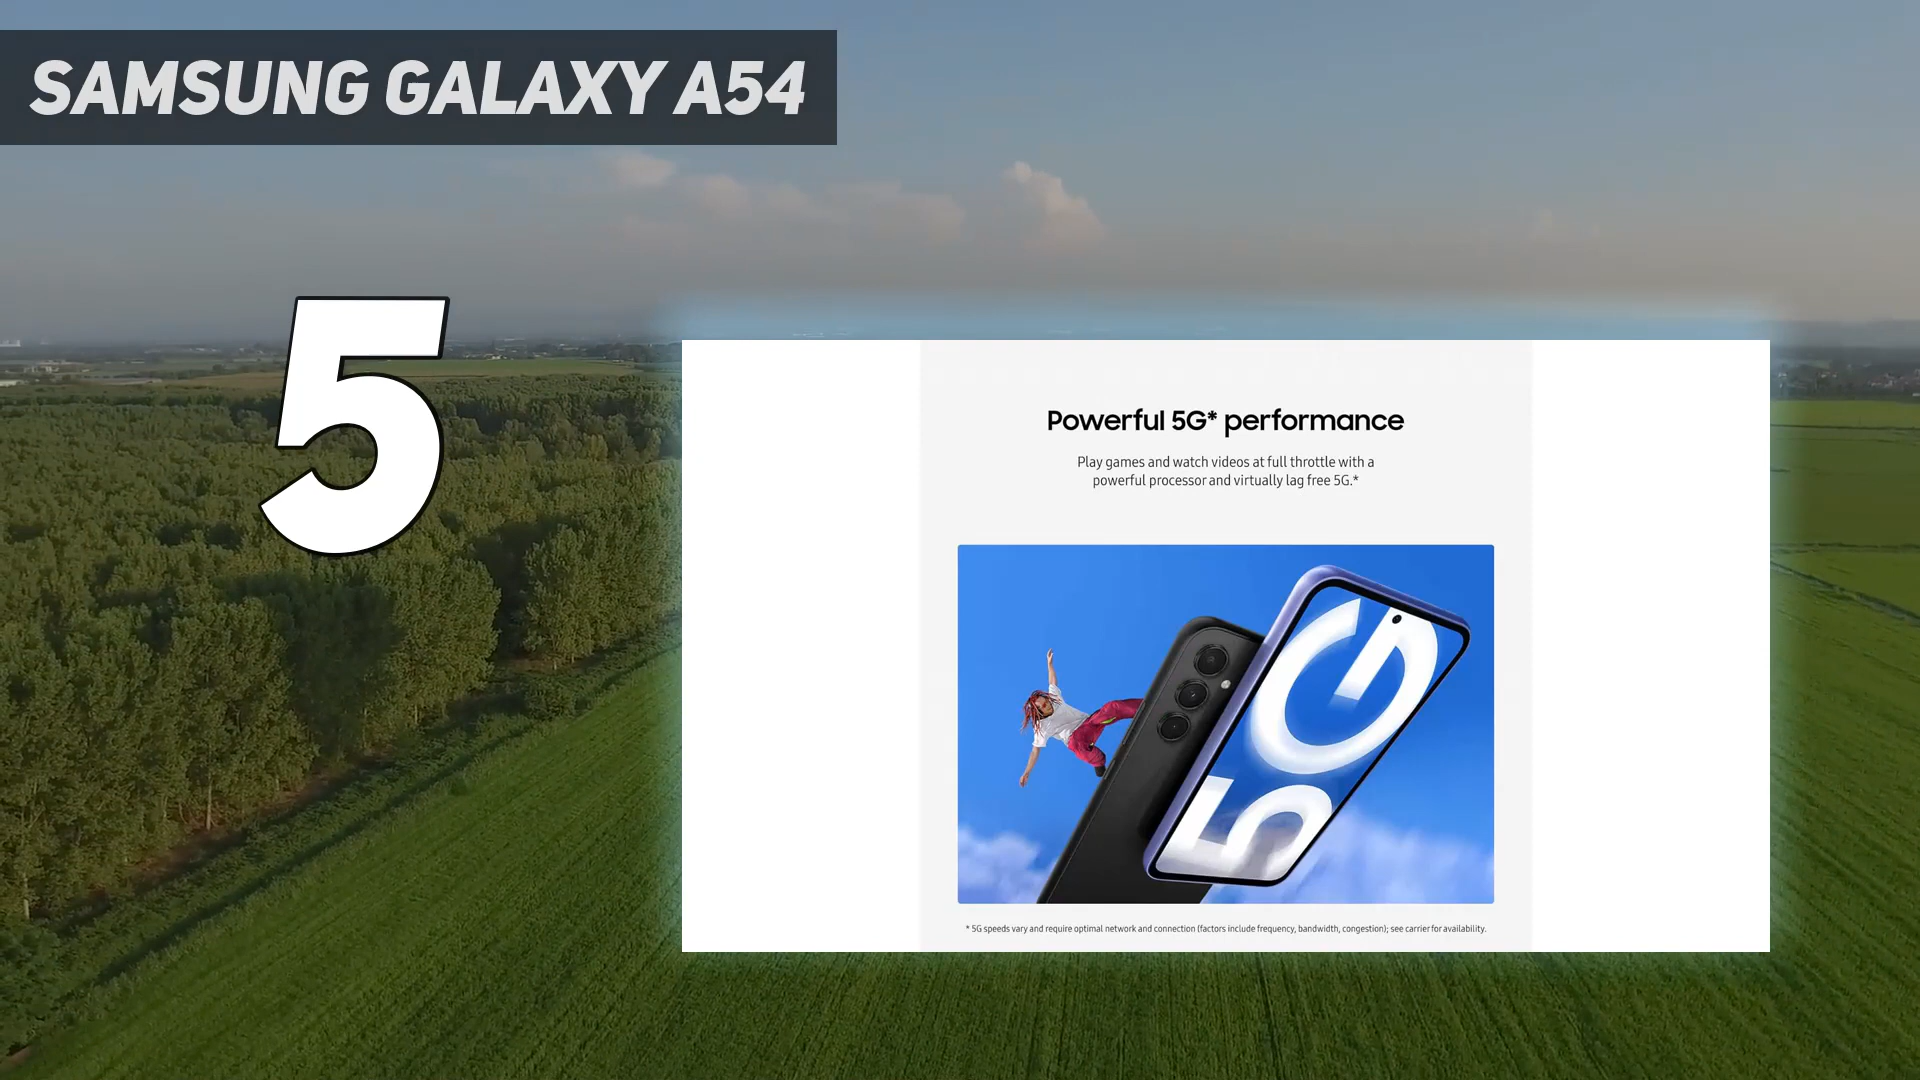 SAMSUNG GALAXY A54
5
Powerful 5G* performance
Play games and watch videos at full throttle with a
powerful processor and virtually lag free 5G.*
5G
* 5G speeds vary and require optimal network and connection (factors include frequency, bandwidth, congestion); see carrier for availability.